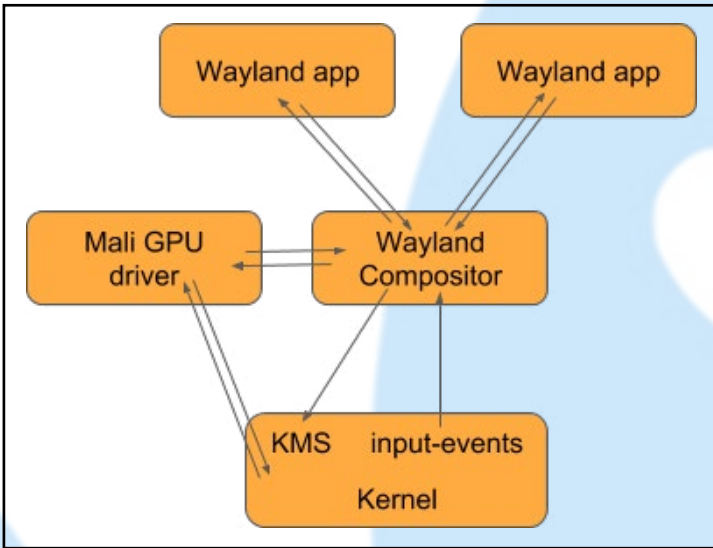 Wayland app
Wayland app
Mali GPU
driver
Wayland
Compositor
KMS
input-events
Kernel